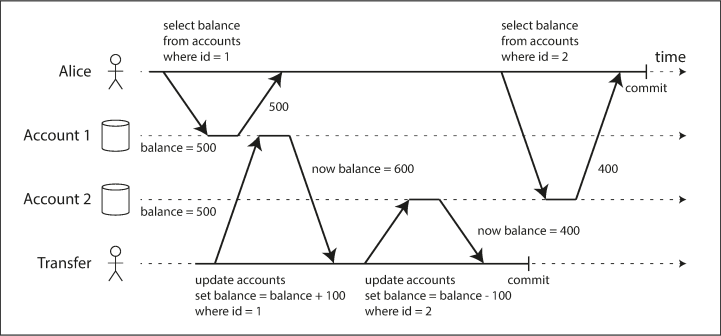 select balance
from accounts
where id = 1
select balance
from accounts
where id = 2
time
Alice
500
commit
Account 1
balance = 500
now balance = 600
400
Account 2
balance = 500
now balance = 400
Transfer
update accounts
set balance = balance + 100
where id = 1
update accounts
set balance = balance - 100
where id = 2
commit